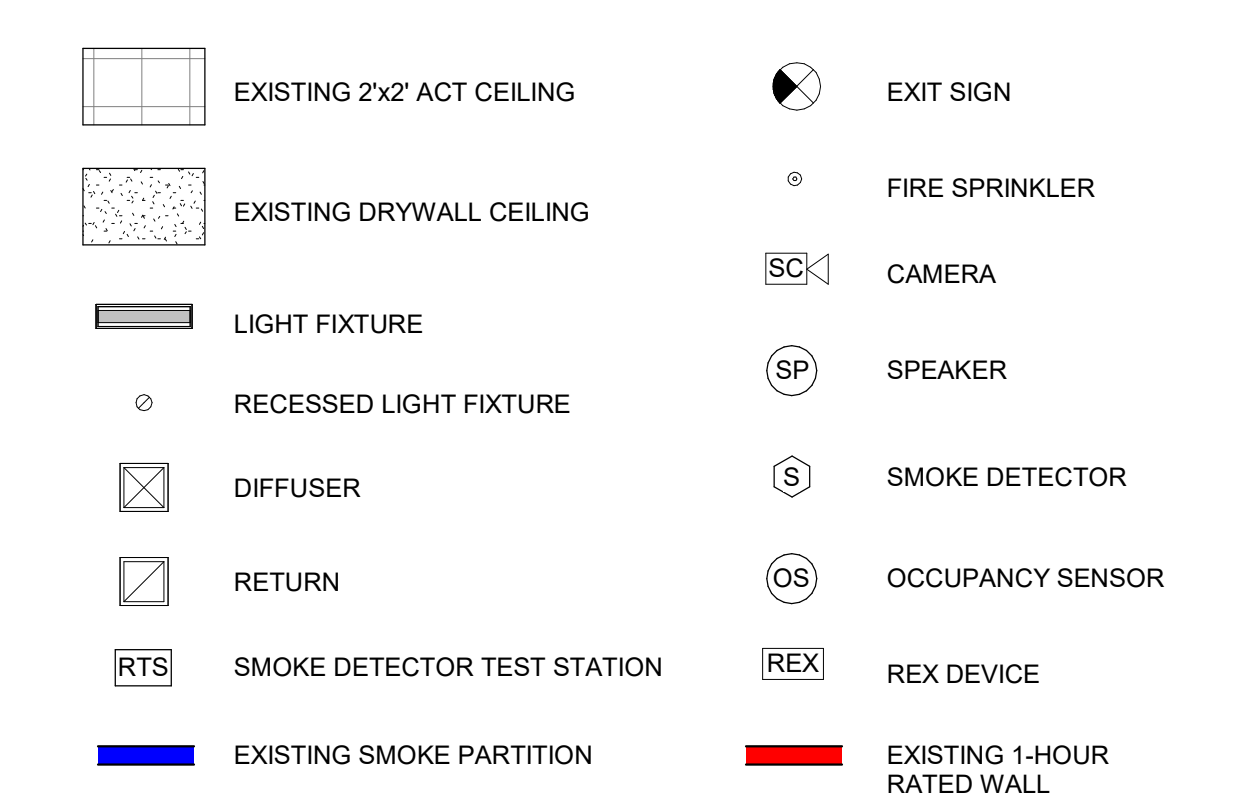 EXISTING 2'x2' ACT CEILING
EXISTING DRYWALL CEILING
LIGHT FIXTURE
RECESSED LIGHT FIXTURE
DIFFUSER
RETURN
RTS SMOKE DETECTOR TEST STATION
EXISTING SMOKE PARTITION
EXIT SIGN
FIRE SPRINKLER
SC CAMERA
SP SPEAKER
S SMOKE DETECTOR
OS OCCUPANCY SENSOR
REX REX DEVICE
EXISTING 1-HOUR
RATED WALL